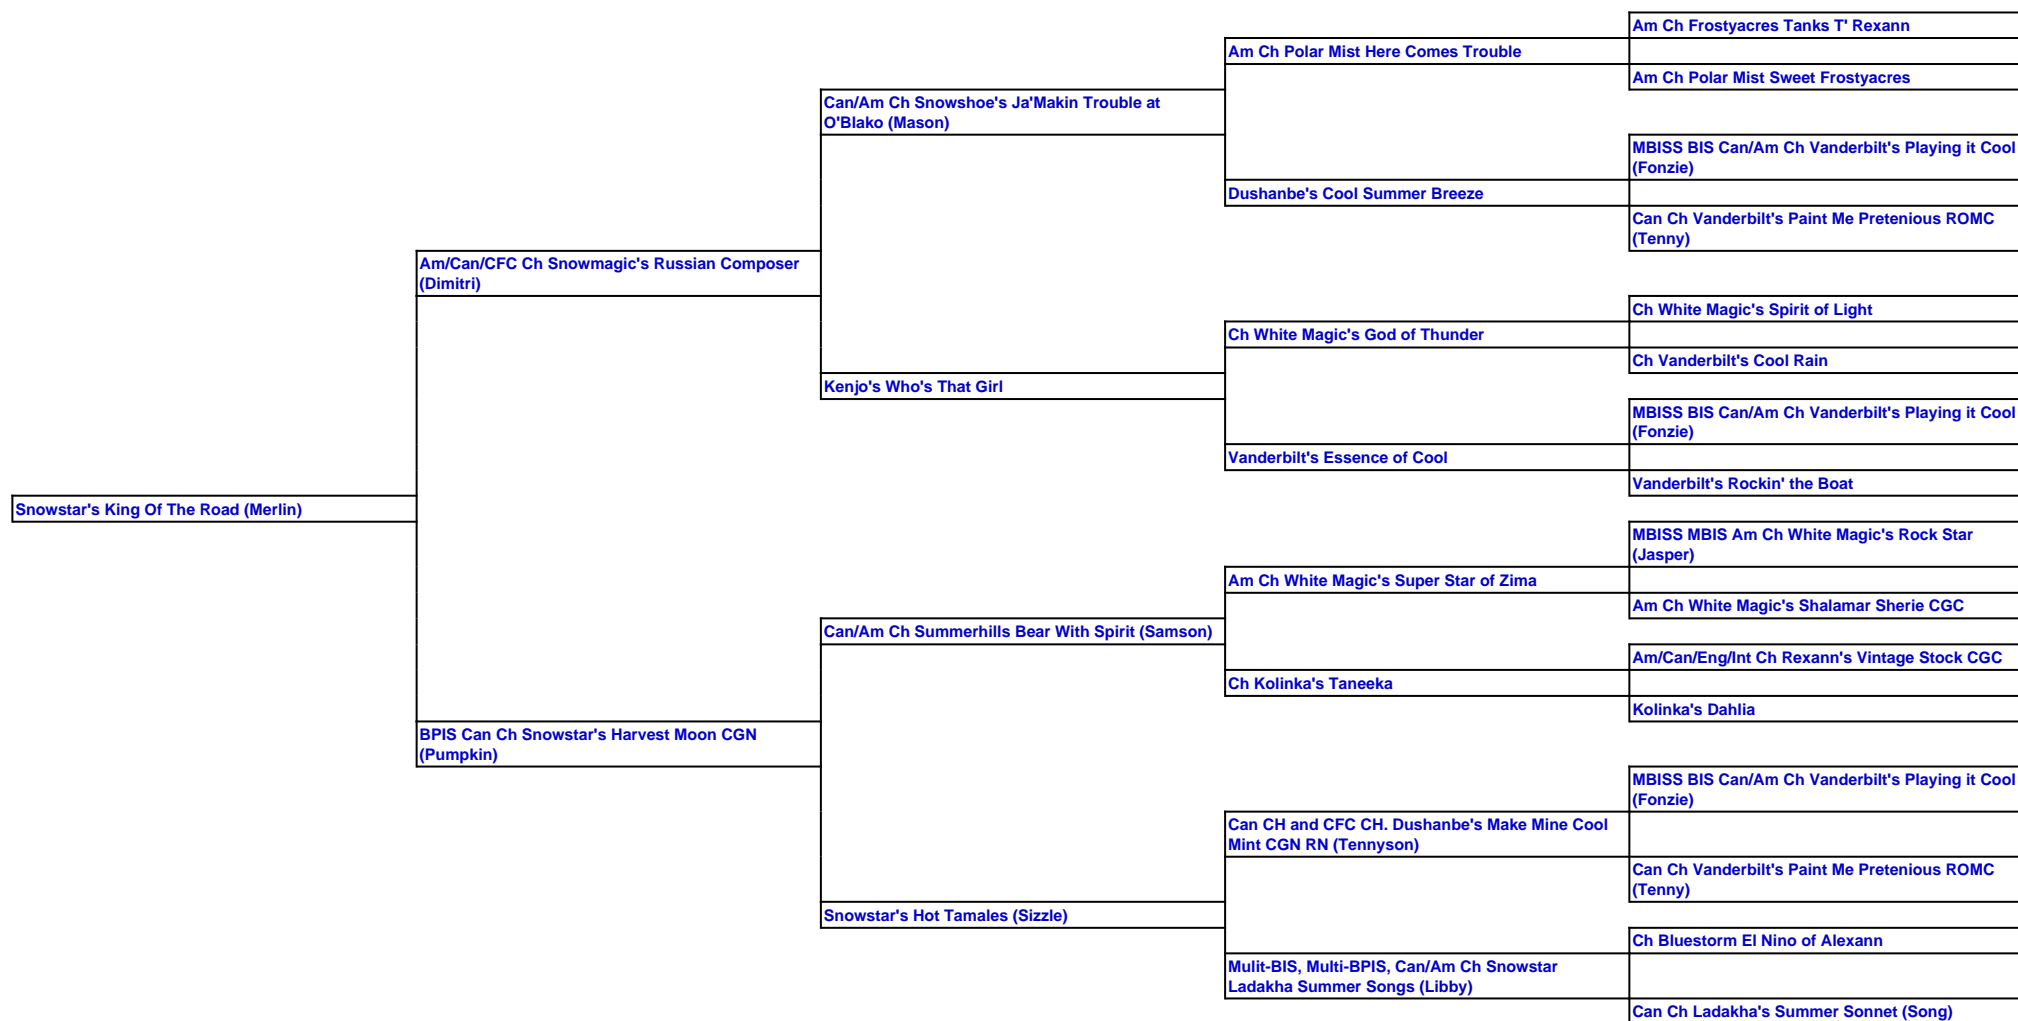 Am Ch Frostyacres Tanks T' Rexann
Am Ch Polar Mist Here Comes Trouble
Am Ch Polar Mist Sweet Frostyacres
Can/Am Ch Snowshoe's Ja'Makin Trouble at
O'Blako (Mason)
MBISS BIS Can/Am Ch Vanderbilt's Playing it Cool
(Fonzie)
Dushanbe's Cool Summer Breeze
Can Ch Vanderbilt's Paint Me Pretenious ROMC
(Tenny)
Am/Can/CFC Ch Snowmagic's Russian Composer
(Dimitri)
Ch White Magic's Spirit of Light
Ch White Magic's God of Thunder
Ch Vanderbilt's Cool Rain
Kenjo's Who's That Girl
MBISS BIS Can/Am Ch Vanderbilt's Playing it Cool
(Fonzie)
Vanderbilt's Essence of Cool
Vanderbilt's Rockin' the Boat
Snowstar's King Of The Road (Merlin)
MBISS MBIS Am Ch White Magic's Rock Star
(Jasper)
Am Ch White Magic's Super Star of Zima
Am Ch White Magic's Shalamar Sherie CGC
Can/Am Ch Summerhills Bear With Spirit (Samson)
Am/Can/Eng/Int Ch Rexann's Vintage Stock CGC
Ch Kolinka's Taneeka
Kolinka's Dahlia
BPIS Can Ch Snowstar's Harvest Moon CGN
(Pumpkin)
MBISS BIS Can/Am Ch Vanderbilt's Playing it Cool
(Fonzie)
Can CH and CFC CH. Dushanbe's Make Mine Cool
Mint CGN RN (Tennyson)
Can Ch Vanderbilt's Paint Me Pretenious ROMC
(Tenny)
Snowstar's Hot Tamales (Sizzle)
Ch Bluestorm El Nino of Alexann
Mulit-BIS, Multi-BPIS, Can/Am Ch Snowstar
Ladakha Summer Songs (Libby)
Can Ch Ladakha's Summer Sonnet (Song)